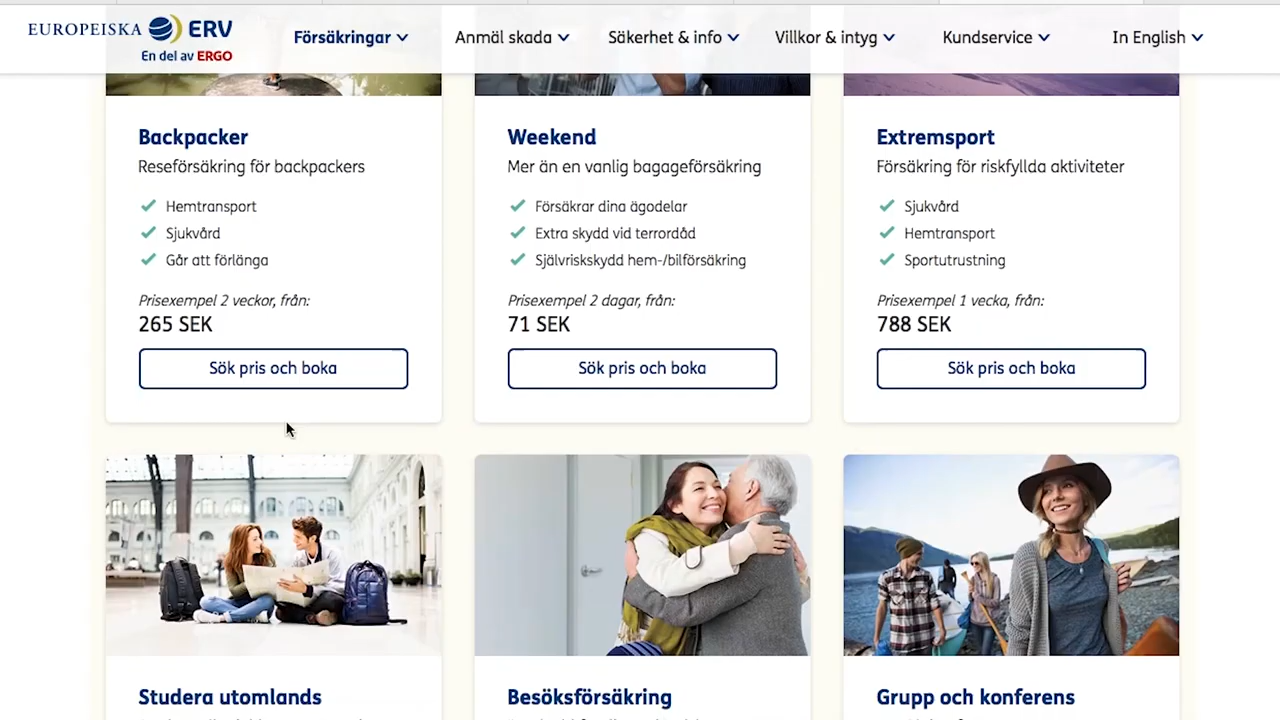 EUROPEISKA ERV
En del av ERGO
Försäkringar Anmäl skada Säkerhet & info Villkor & intyg Kundservice In English
Backpacker
Reseförsäkring för backpackers
Hemtransport
Sjukvård
Går att förlänga
Prisexempel 2 veckor, från:
265 SEK
Sök pris och boka
Weekend
Mer än en vanlig bagageförsäkring
Försäkrar dina ägodelar
Extra skydd vid terrordåd
Självriskskydd hem-/bilförsäkring
Prisexempel 2 dagar, från:
71 SEK
Sök pris och boka
Extremsport
Försäkring för riskfyllda aktiviteter
Sjukvård
Hemtransport
Sportutrustning
Prisexempel 1 vecka, från:
788 SEK
Sök pris och boka
Studera utomlands
Besöksförsäkring
Grupp och konferens